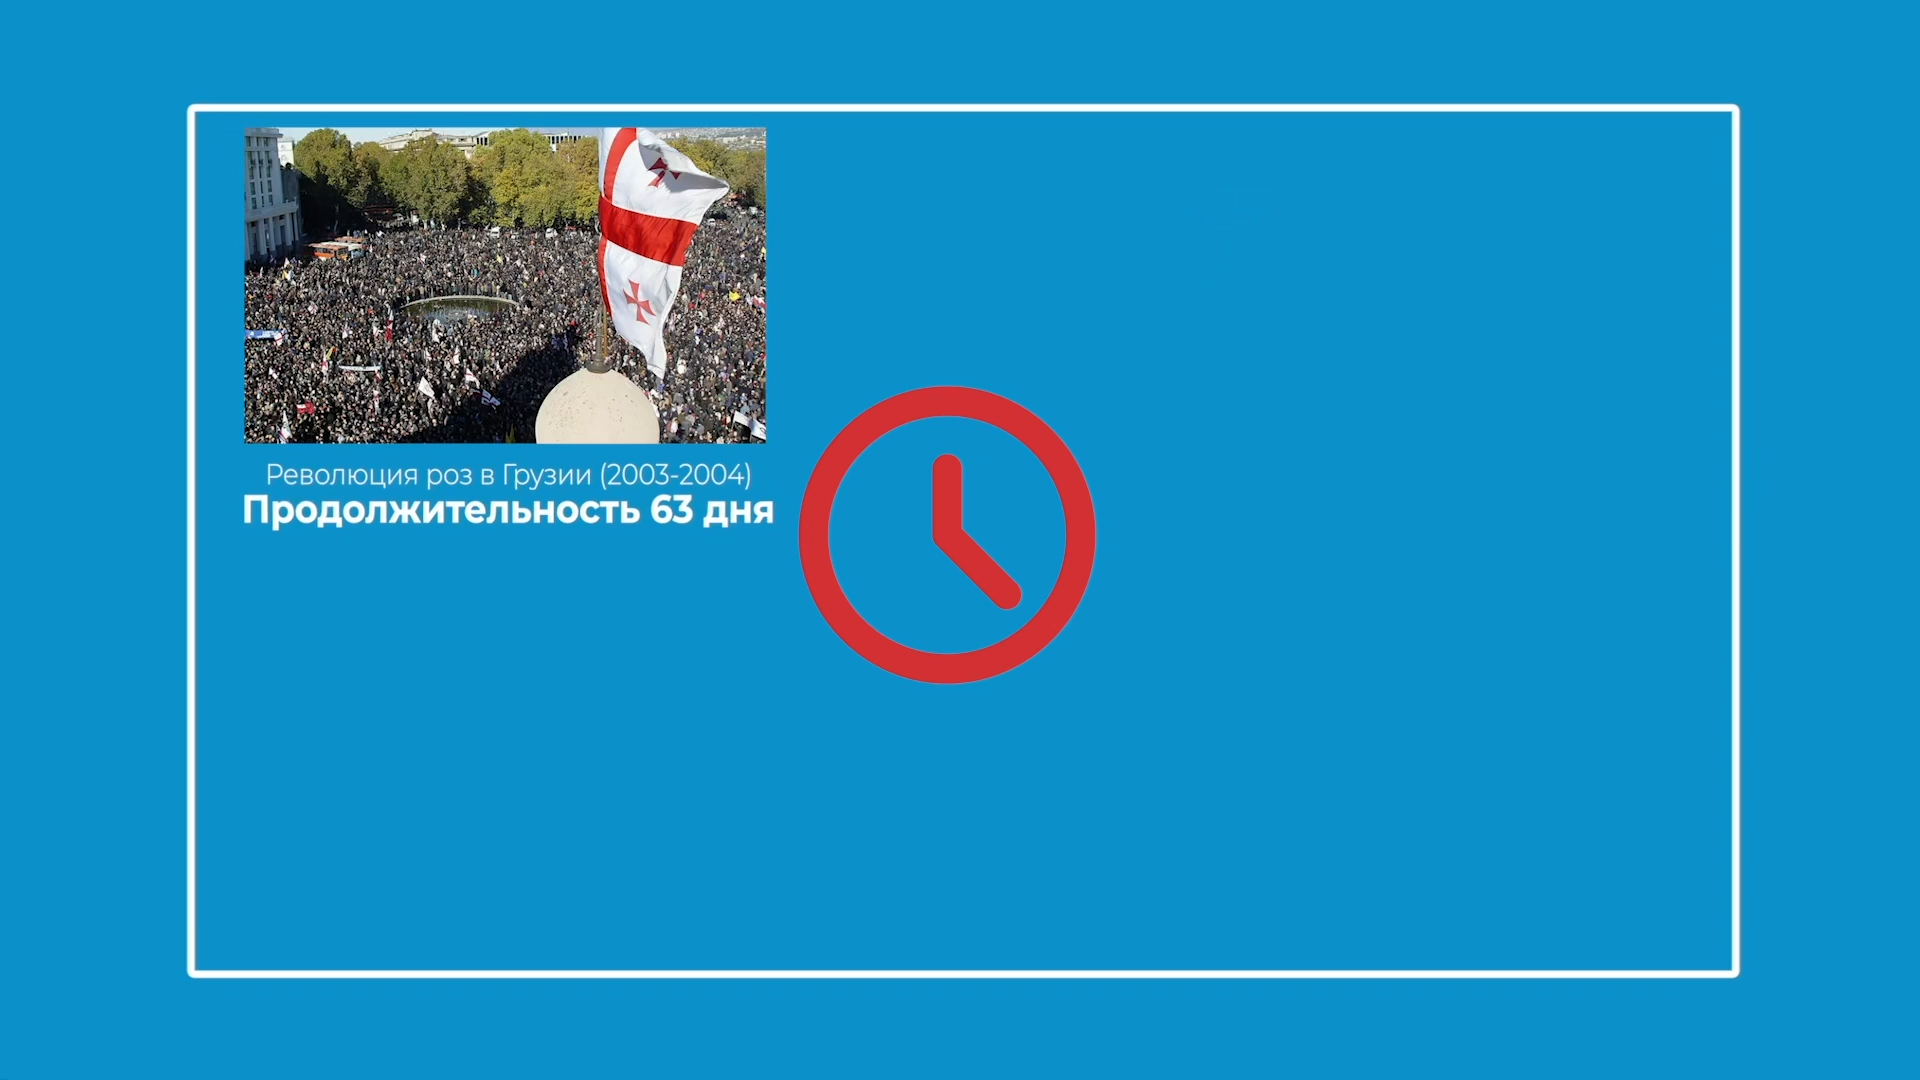 Революция роз в Грузии (2003-2004)
Продолжительность 63 дня